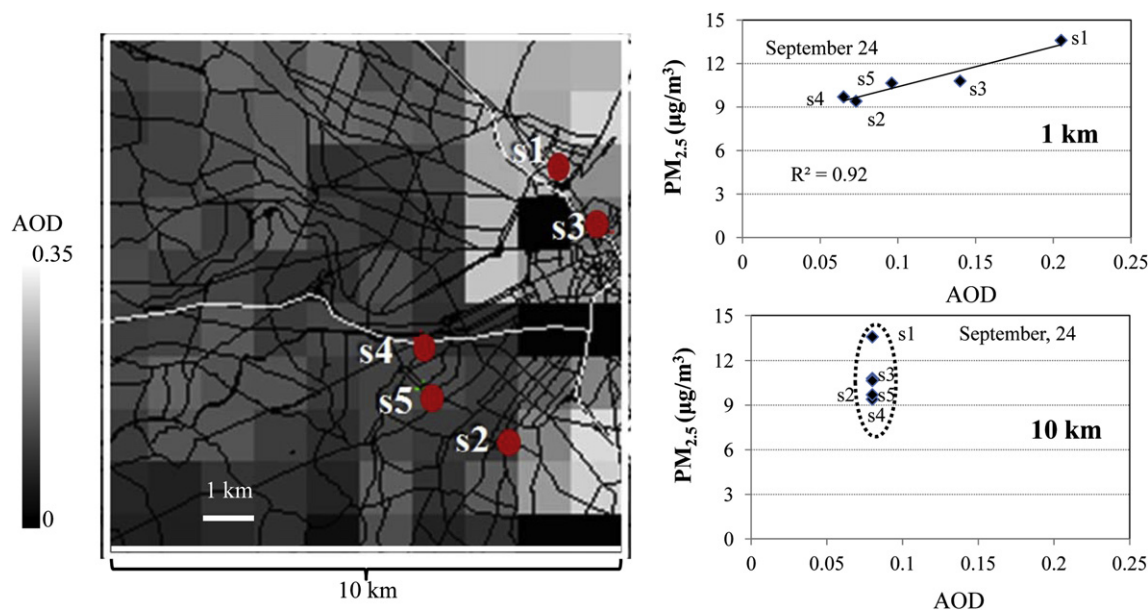 AOD
0.35
0
s1
s3
s4
s5
s2
1 km
10 km
15
12
9
6
3
0
PM2.5 (µg/m³)
September 24
s1
s5
s4
s3
s2
1 km
R² = 0.92
0 0.05 0.1 0.15 0.2 0.25
AOD
15
12
9
6
3
0
PM2.5 (µg/m³)
s1 September, 24
s3
s2 s5
s4
10 km
0 0.05 0.1 0.15 0.2 0.25
AOD